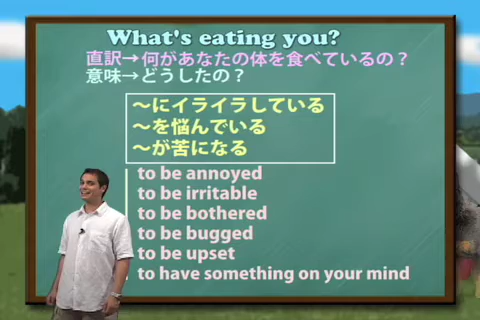 What's eating you?
直訳→何があなたの体を食べているの？
意味→どうしたの？
～にイライラしている
～を悩んでいる
～が苦になる
to be annoyed
to be irritable
to be bothered
to be bugged
to be upset
to have something on your mind